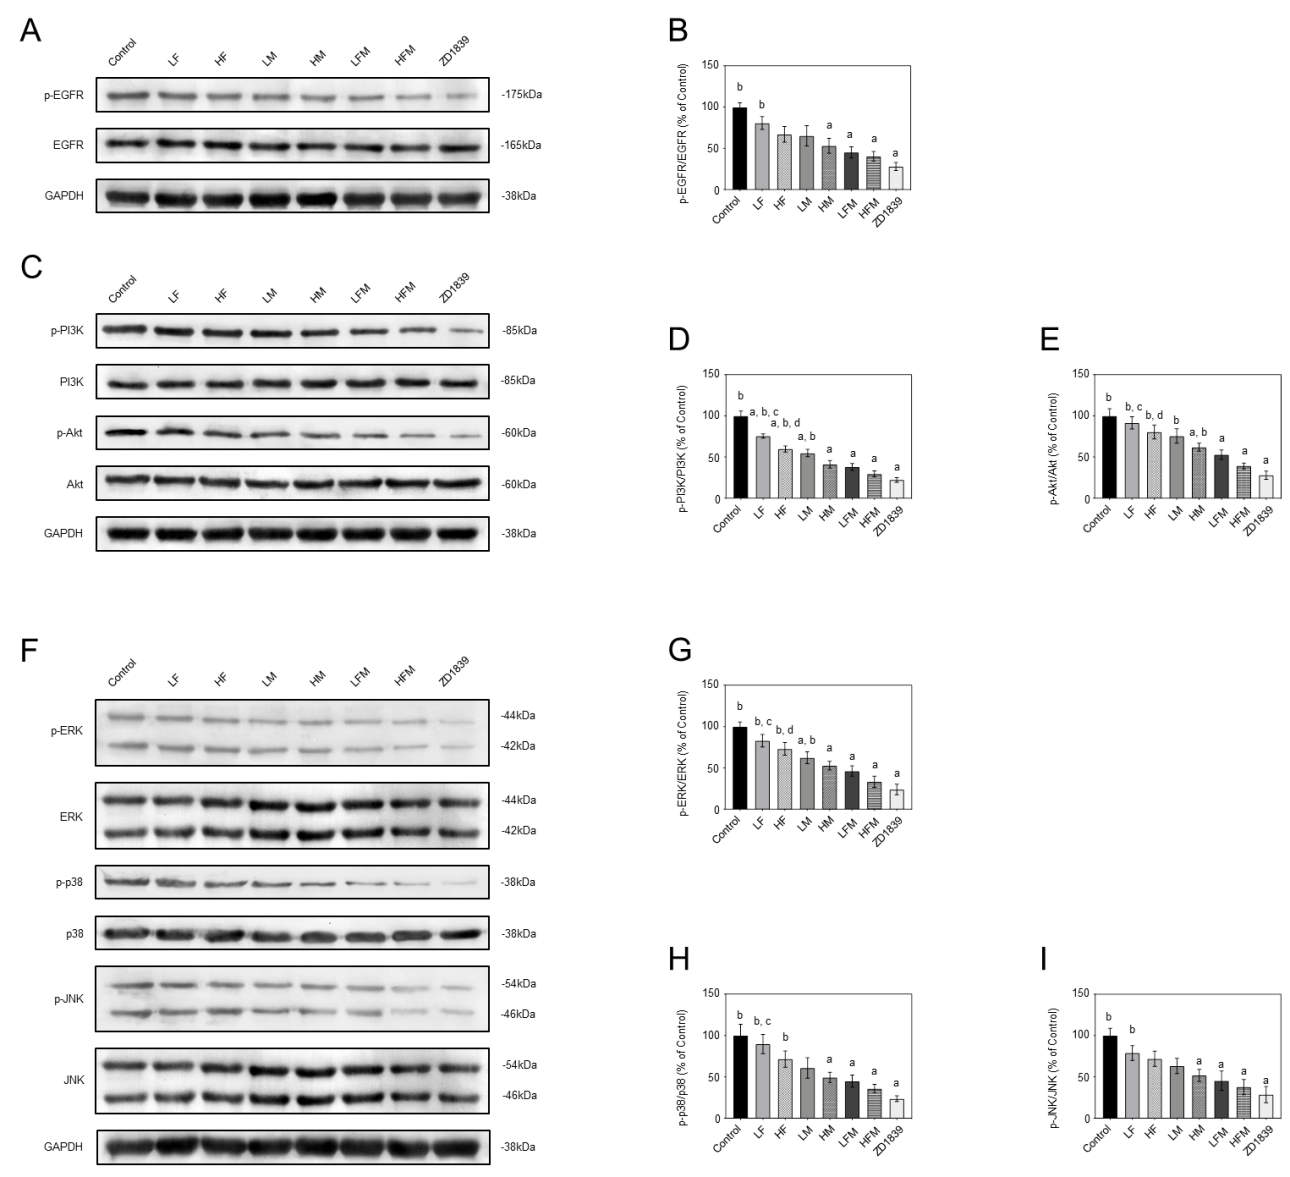 A
Control LF HF LM HM LFM HFM ZD1839
p-EGFR -175kDa
EGFR -165kDa
GAPDH -38kDa
B
p-EGFR/EGFR (% of Control)
150
100
50
0
b b a a a a
Control LF HF LM HM LFM HFM ZD1839
C
Control LF HF LM HM LFM HFM ZD1839
p-PI3K -85kDa
PI3K -85kDa
p-Akt -60kDa
Akt -60kDa
GAPDH -38kDa
D
p-PI3K/PI3K (% of Control)
150
100
50
0
b a, b, c a, b, d a, b a a a a
Control LF HF LM HM LFM HFM ZD1839
E
p-Akt/Akt (% of Control)
150
100
50
0
b b, c b, d b a, b a a a
Control LF HF LM HM LFM HFM ZD1839
F
Control LF HF LM HM LFM HFM ZD1839
p-ERK
-44kDa
-42kDa
ERK
-44kDa
-42kDa
p-p38 -38kDa
p38 -38kDa
p-JNK
-54kDa
-46kDa
JNK
-54kDa
-46kDa
GAPDH -38kDa
G
p-ERK/ERK (% of Control)
150
100
50
0
b b, c b, d a, b a a a a
Control LF HF LM HM LFM HFM ZD1839
H
p-p38/p38 (% of Control)
150
100
50
0
b b, c b a a a a
Control LF HF LM HM LFM HFM ZD1839
I
p-JNK/JNK (% of Control)
150
100
50
0
b b a a a a
Control LF HF LM HM LFM HFM ZD1839